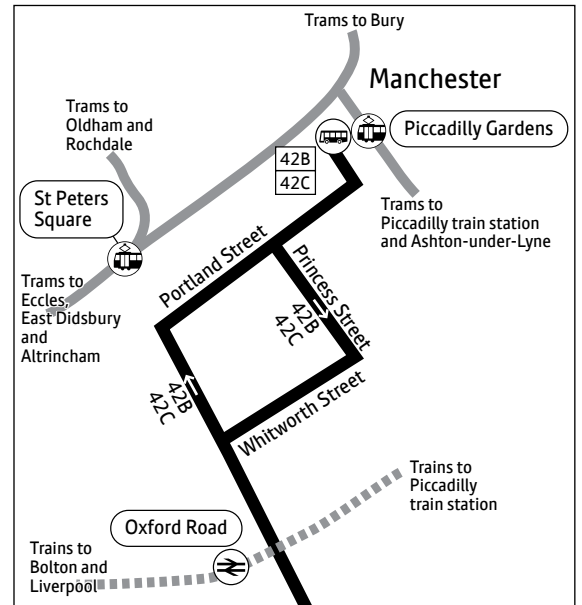 Trams to Bury
Manchester
Trams to
Oldham and
Rochdale
Piccadilly Gardens
42B
42C
St Peters
Square
Trams to
Piccadilly train station
and Ashton-under-Lyne
Portland Street
Princess Street
Trams to
Eccles,
East Didsbury
and
Altrincham
42B
42C
42B
42C
Whitworth Street
Trains to
Piccadilly
train station
Oxford Road
Trains to
Bolton and
Liverpool